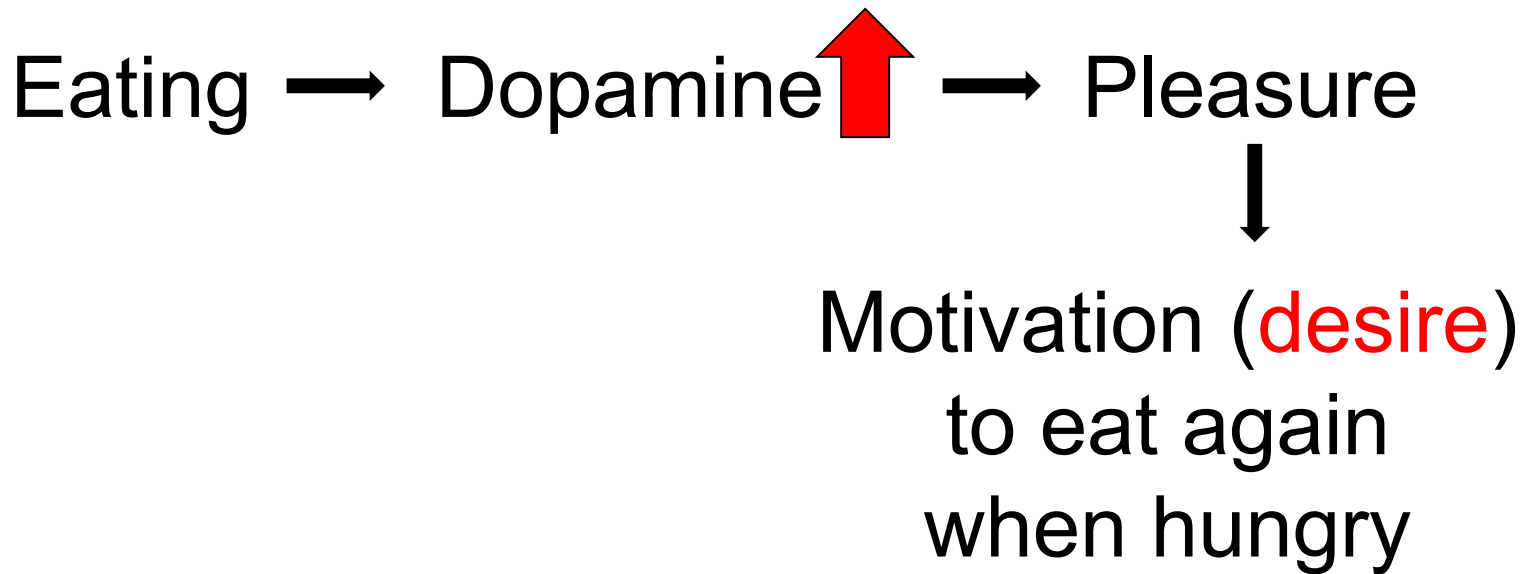 Eating Dopamine Pleasure
Motivation (desire)
to eat again
when hungry